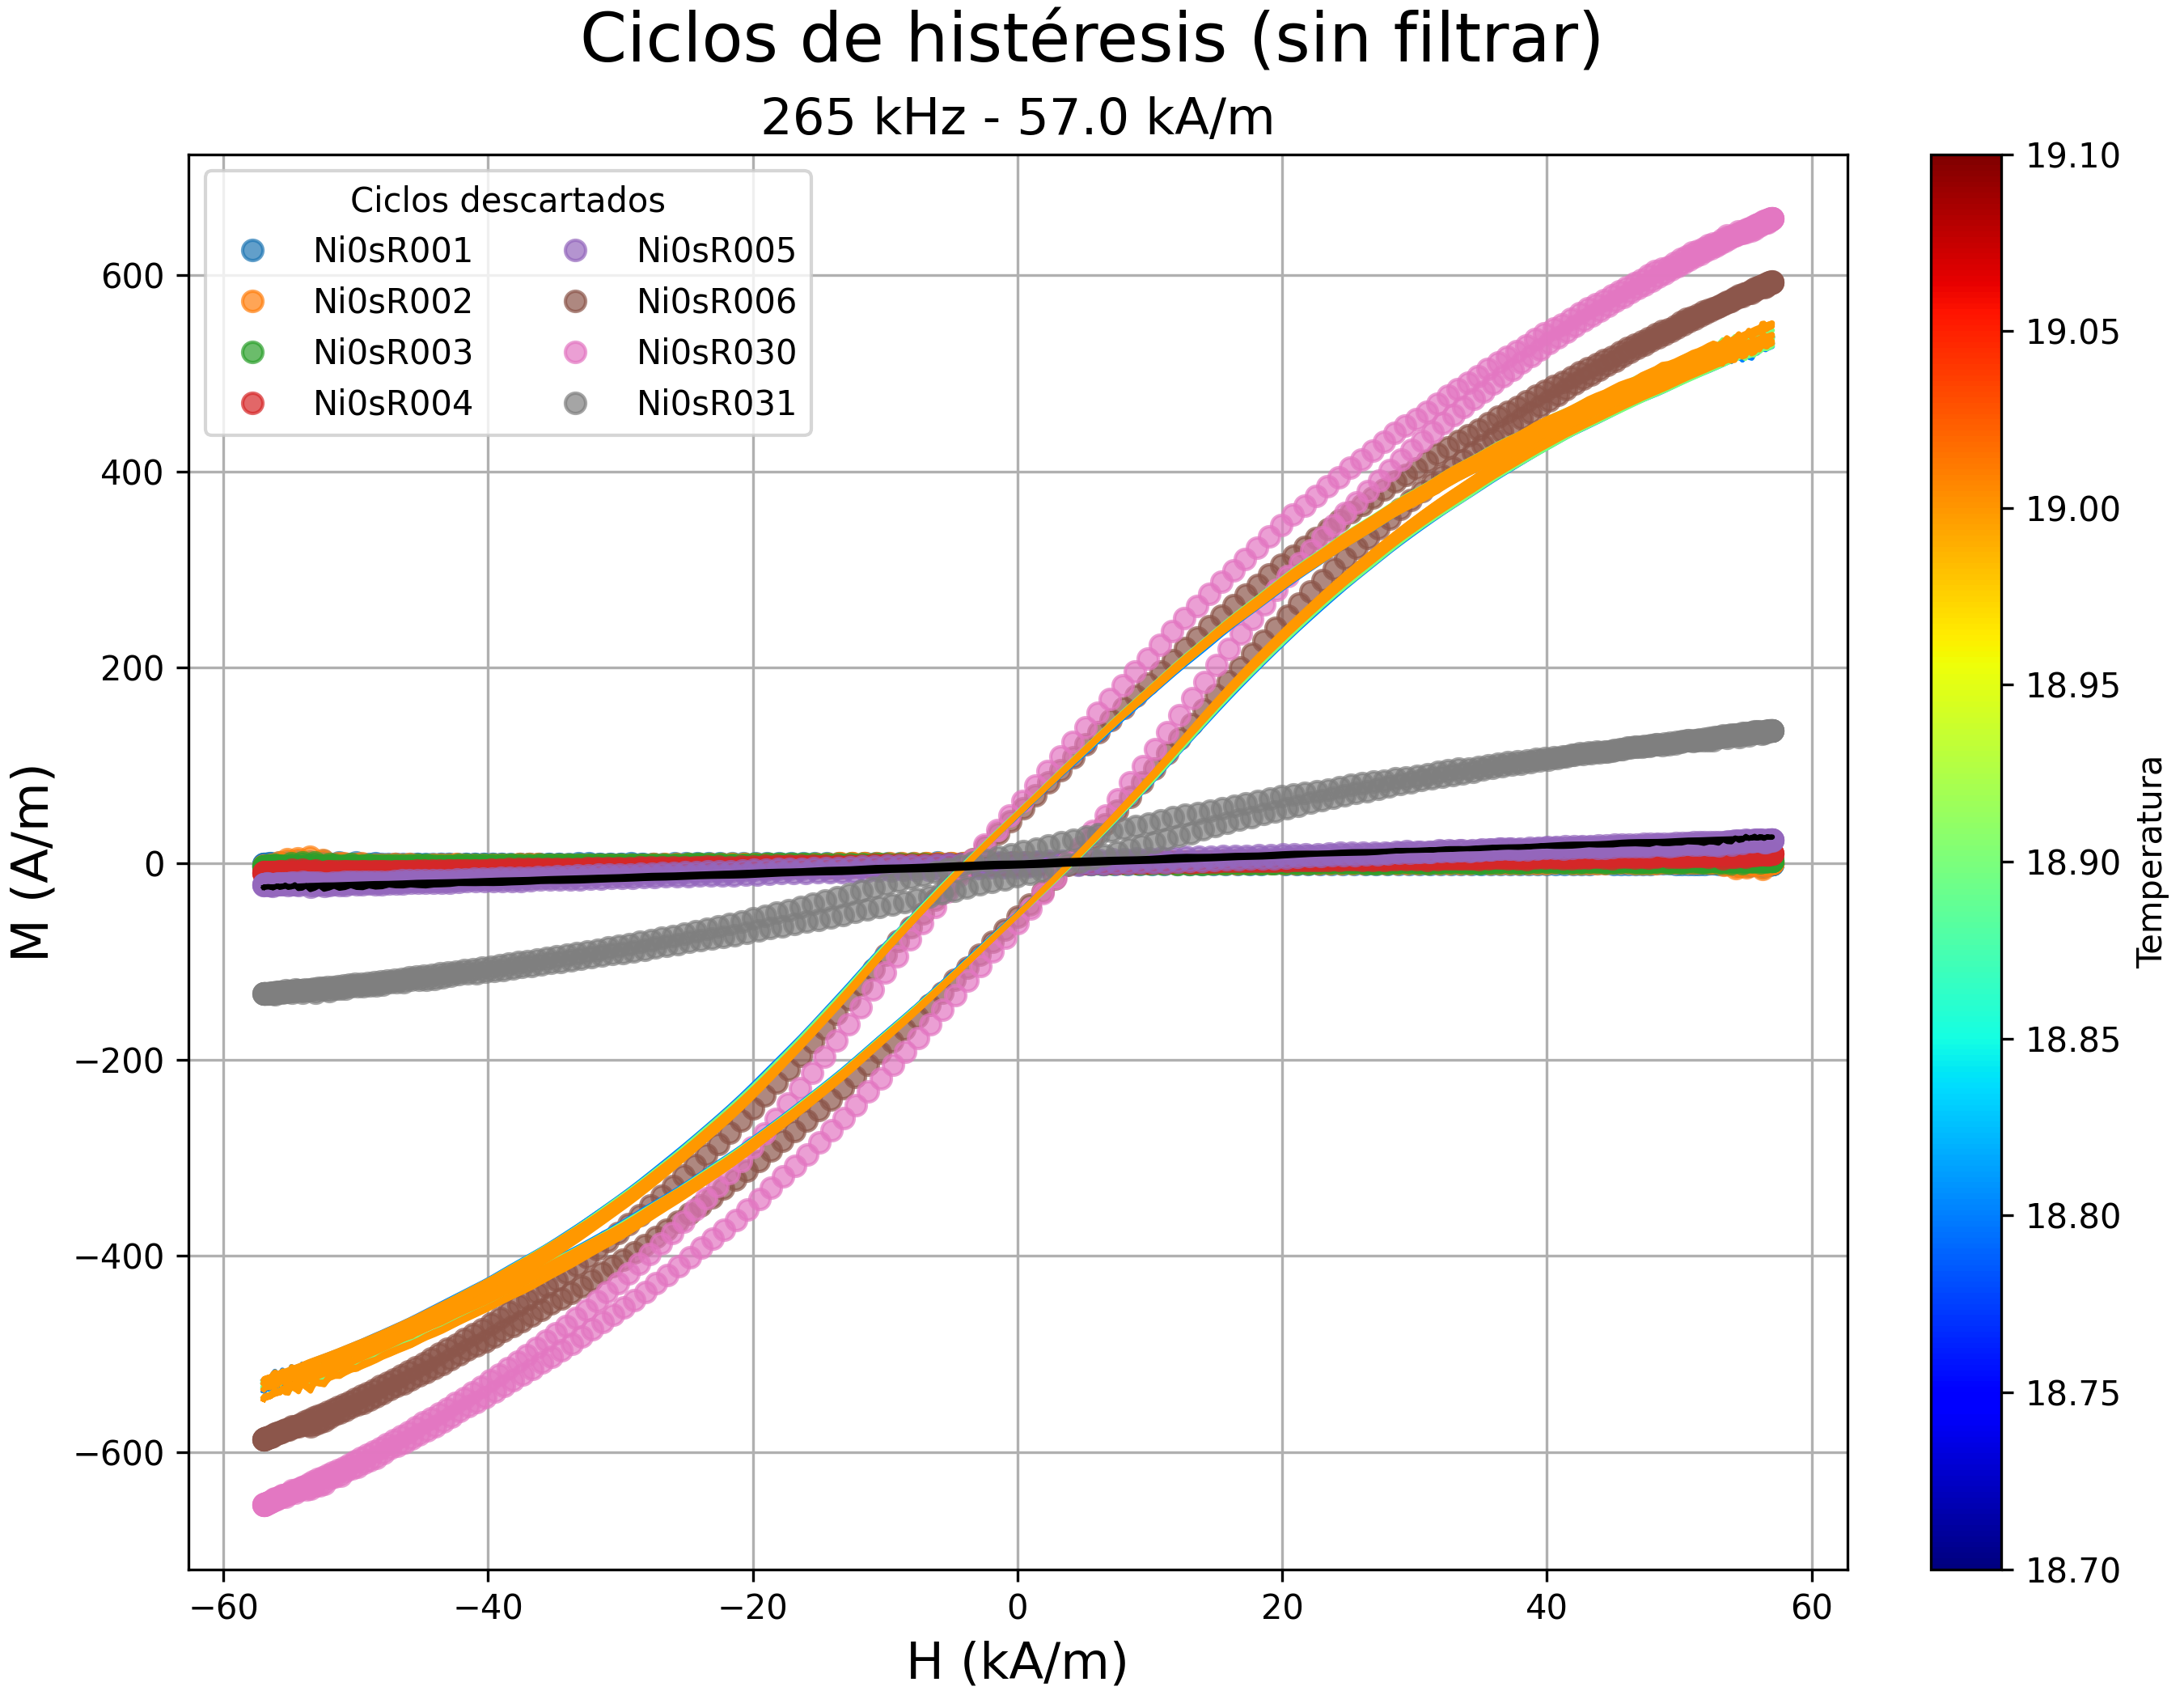 Ciclos de histéresis (sin filtrar)
265 kHz - 57.0 kA/m
Ciclos descartados
Ni0sR001
Ni0sR002
Ni0sR003
Ni0sR004
Ni0sR005
Ni0sR006
Ni0sR030
Ni0sR031
M (A/m)
600
400
200
0
−200
−400
−600
−60
−40
−20
0
20
40
60
H (kA/m)
19.10
19.05
19.00
18.95
18.90
18.85
18.80
18.75
18.70
Temperatura